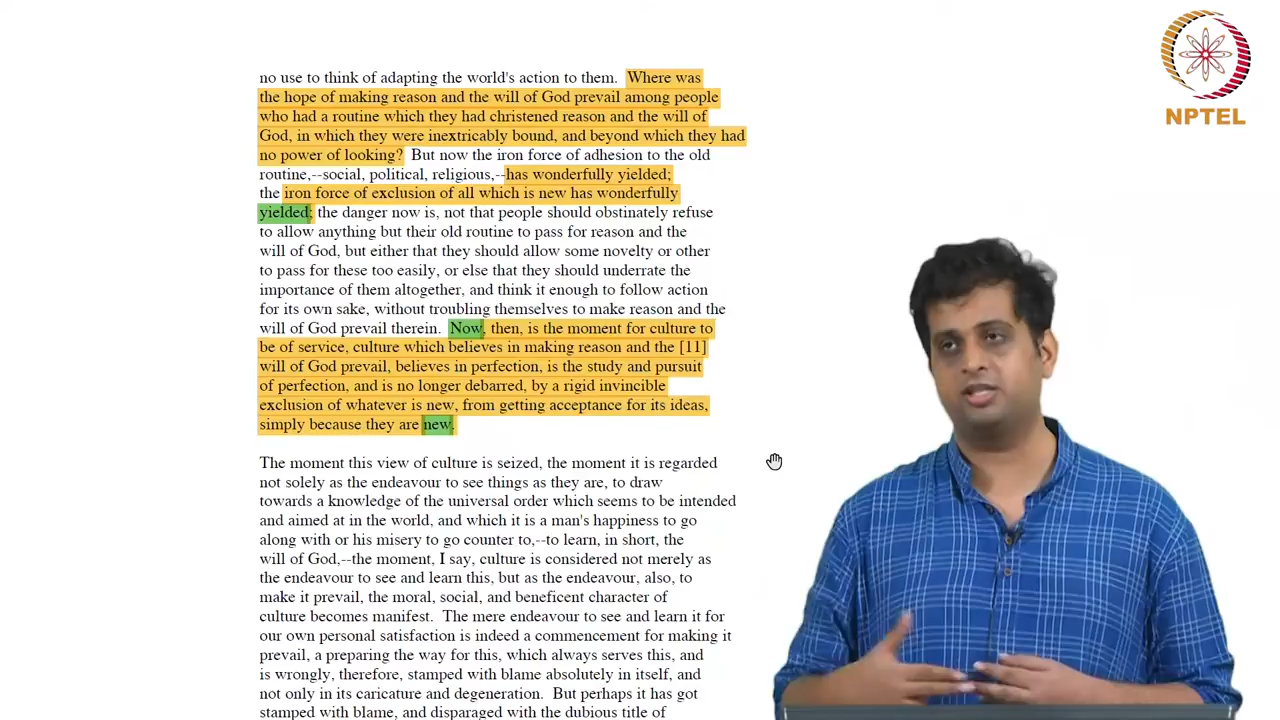 no use to think of adapting the world's action to them.  Where was
the hope of making reason and the will of God prevail among people
who had a routine which they had christened reason and the will of
God, in which they were inextricably bound, and beyond which they had
no power of looking?  But now the iron force of adhesion to the old
routine,--social, political, religious,--has wonderfully yielded;
the iron force of exclusion of all which is new has wonderfully
yielded; the danger now is, not that people should obstinately refuse
to allow anything but their old routine to pass for reason and the
will of God, but either that they should allow some novelty or other
to pass for these too easily, or else that they should underrate the
importance of them altogether, and think it enough to follow action
for its own sake, without troubling themselves to make reason and the
will of God prevail therein.  Now, then, is the moment for culture to
be of service, culture which believes in making reason and the [11]
will of God prevail, believes in perfection, is the study and pursuit
of perfection, and is no longer debarred, by a rigid invincible
exclusion of whatever is new, from getting acceptance for its ideas,
simply because they are new.
The moment this view of culture is seized, the moment it is regarded
not solely as the endeavour to see things as they are, to draw
towards a knowledge of the universal order which seems to be intended
and aimed at in the world, and which it is a man's happiness to go
along with or his misery to go counter to,--to learn, in short, the
will of God,--the moment, I say, culture is considered not merely as
the endeavour to see and learn this, but as the endeavour, also, to
make it prevail, the moral, social, and beneficent character of
culture becomes manifest.  The mere endeavour to see and learn it for
our own personal satisfaction is indeed a commencement for making it
prevail, a preparing the way for this, which always serves this, and
is wrongly, therefore, stamped with blame absolutely in itself, and
not only in its caricature and degeneration.  But perhaps it has got
stamped with blame, and disparaged with the dubious title of
NPTEL